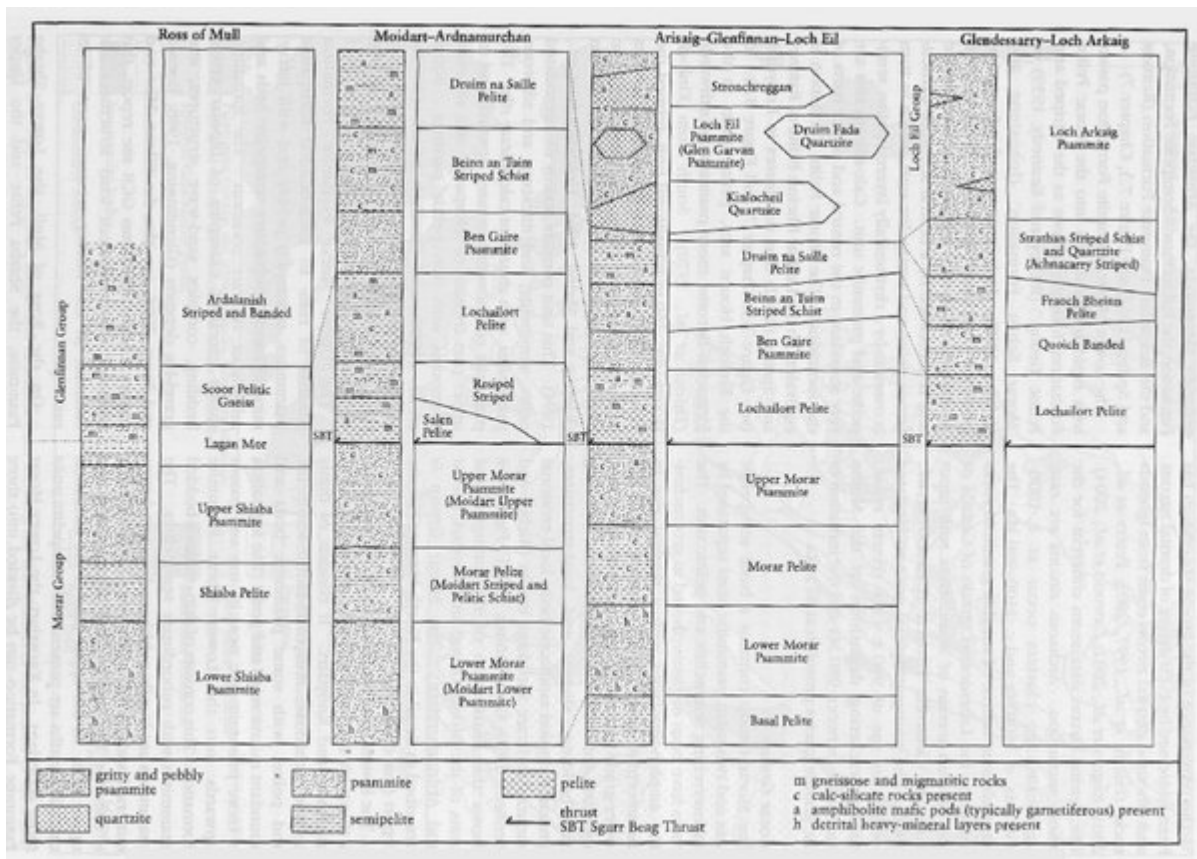 Ross of Mull
Moidart–Ardnamurchan
Arisaig–Glenfinnan–Loch Eil
Glendessarry–Loch Arkaig
Glenfinnan Group
Morar Group
Ardalanish
Striped and Banded
Scoor Pelitic
Gneiss
Lagan Mor
Upper Shiaba
Psammite
Shiaba Pelite
Lower Shiaba
Psammite
SBT
Druim na Saille
Pelite
Beinn an Tuim
Striped Schist
Ben Gaire
Psammite
Lochailort
Pelite
Resipol
Striped
Salen
Pelite
Upper Morar
Psammite
(Moidart Upper
Psammite)
Morar Pelite
(Moidart Striped and
Pelitic Schist)
Lower Morar
Psammite
(Moidart Lower
Psammite)
SBT
Stronchreggan
Loch Eil
Psammite
(Glen Garvan
Psammite)
Druim Fada
Quartzite
Kinlocheil
Quartzite
Druim na Saille
Pelite
Beinn an Tuim
Striped Schist
Ben Gaire
Psammite
Lochailort Pelite
Upper Morar
Psammite
Morar Pelite
Lower Morar
Psammite
Basal Pelite
Loch Eil Group
SBT
Loch Arkaig
Psammite
Strathan Striped Schist
and Quartzite
(Achnacarry Striped)
Fraoch Bheinn
Pelite
Quoich Banded
Lochailort Pelite
gritty and pebbly
psammite
quartzite
psammite
semipelite
pelite
thrust
SBT Sgurr Beag Thrust
m gneissose and migmatitic rocks
c calc-silicate rocks present
a amphibolite mafic pods (typically garnetiferous) present
h detrital heavy-mineral layers present